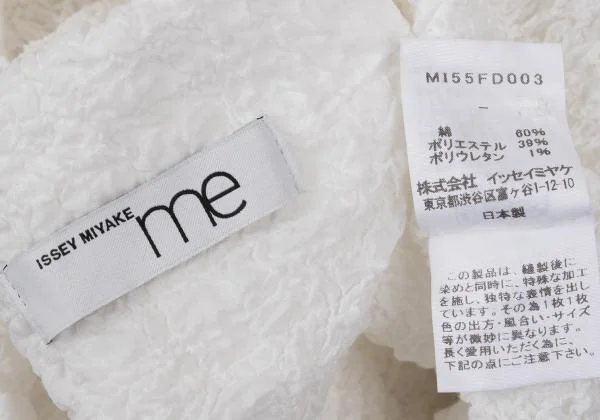 ISSEY MIYAKE me
MI55FD003
—
綿 60%
ポリエステル 39%
ポリウレタン 1%
株式会社 イッセイミヤケ
東京都渋谷区富ヶ谷1-12-10
日本製
この製品は、縫製後に
染めと同時に、特殊な加工
を施し、独特な表情を出し
ています。その為1枚1枚
色の出方・風合い・サイズ
等が微妙に異なります。
長く愛用いただく為に、
下記の点にご注意下さい。